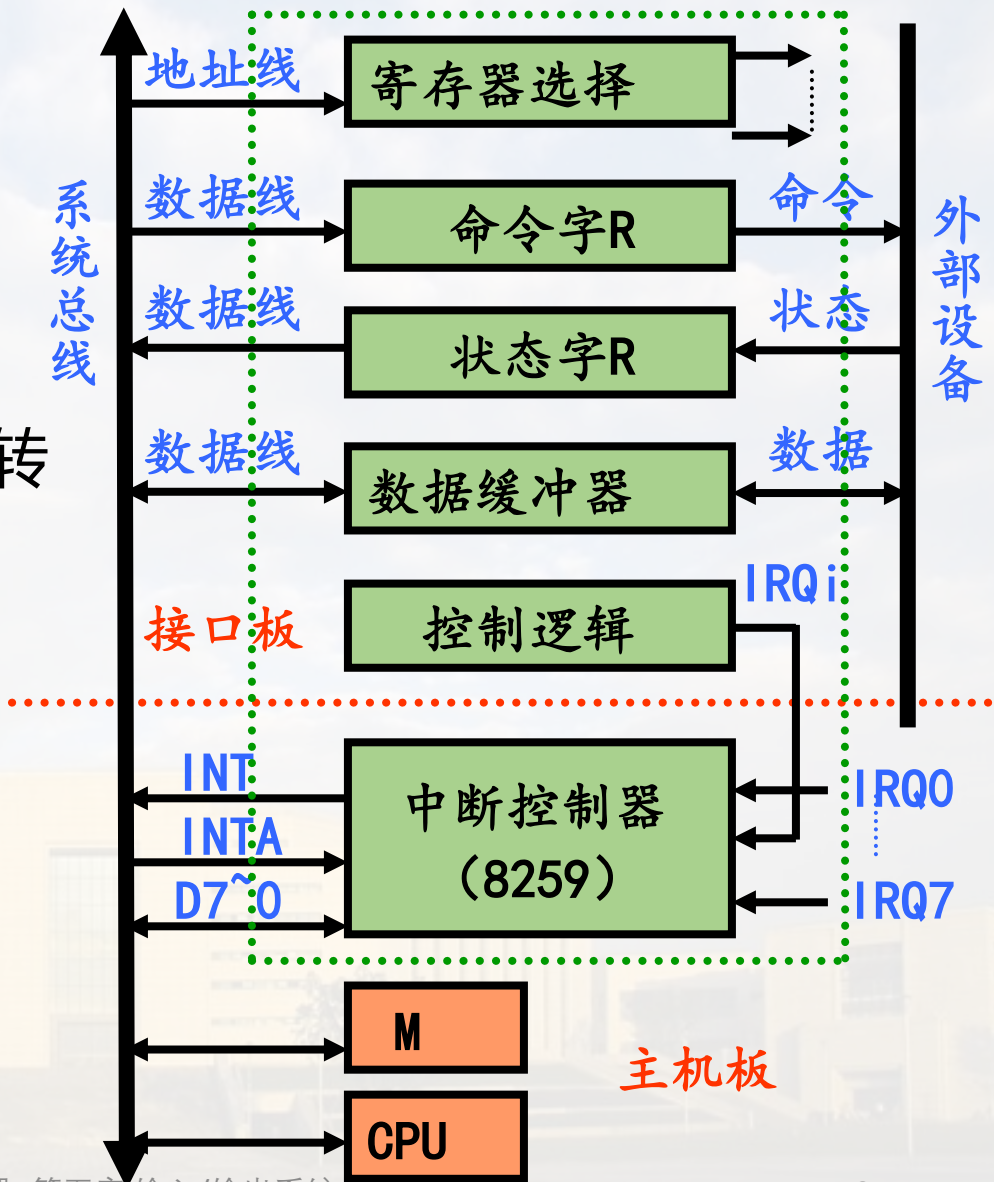 地址线
寄存器选择
系统总线
数据线
命令字R
命令
外部设备
数据线
状态字R
状态
转
数据线
数据缓冲器
数据
IRQi
接口板
控制逻辑
INT
中断控制器
(8259)
IRQ0
INTA
D7~0
IRQ7
M
主机板
CPU